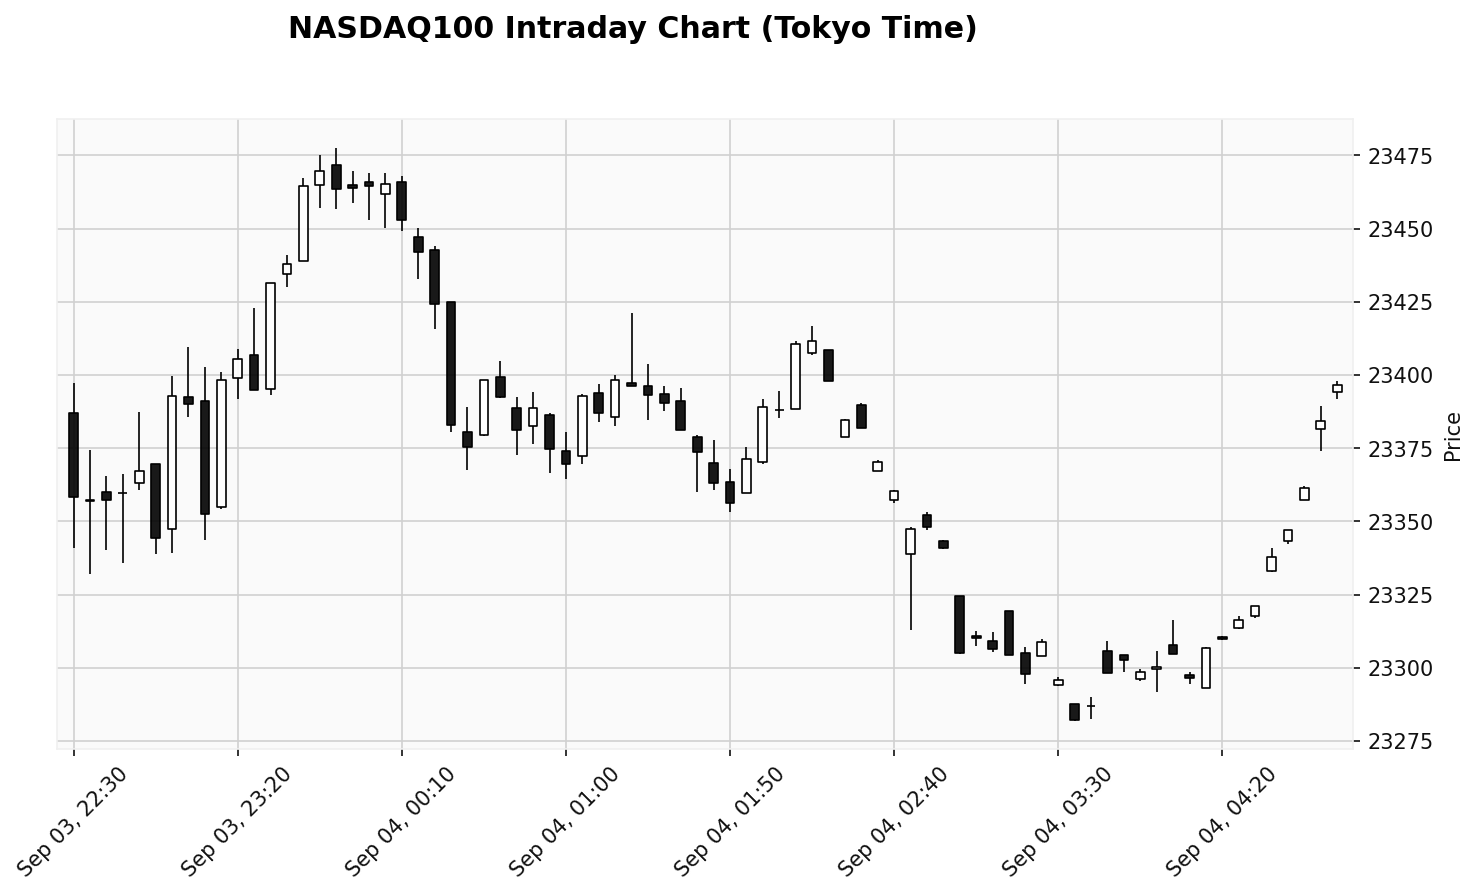 NASDAQ100 Intraday Chart (Tokyo Time)
23475
23450
23425
23400
23375
23350
23325
23300
23275
Price
Sep 03, 22:30
Sep 03, 23:20
Sep 04, 00:10
Sep 04, 01:00
Sep 04, 01:50
Sep 04, 02:40
Sep 04, 03:30
Sep 04, 04:20